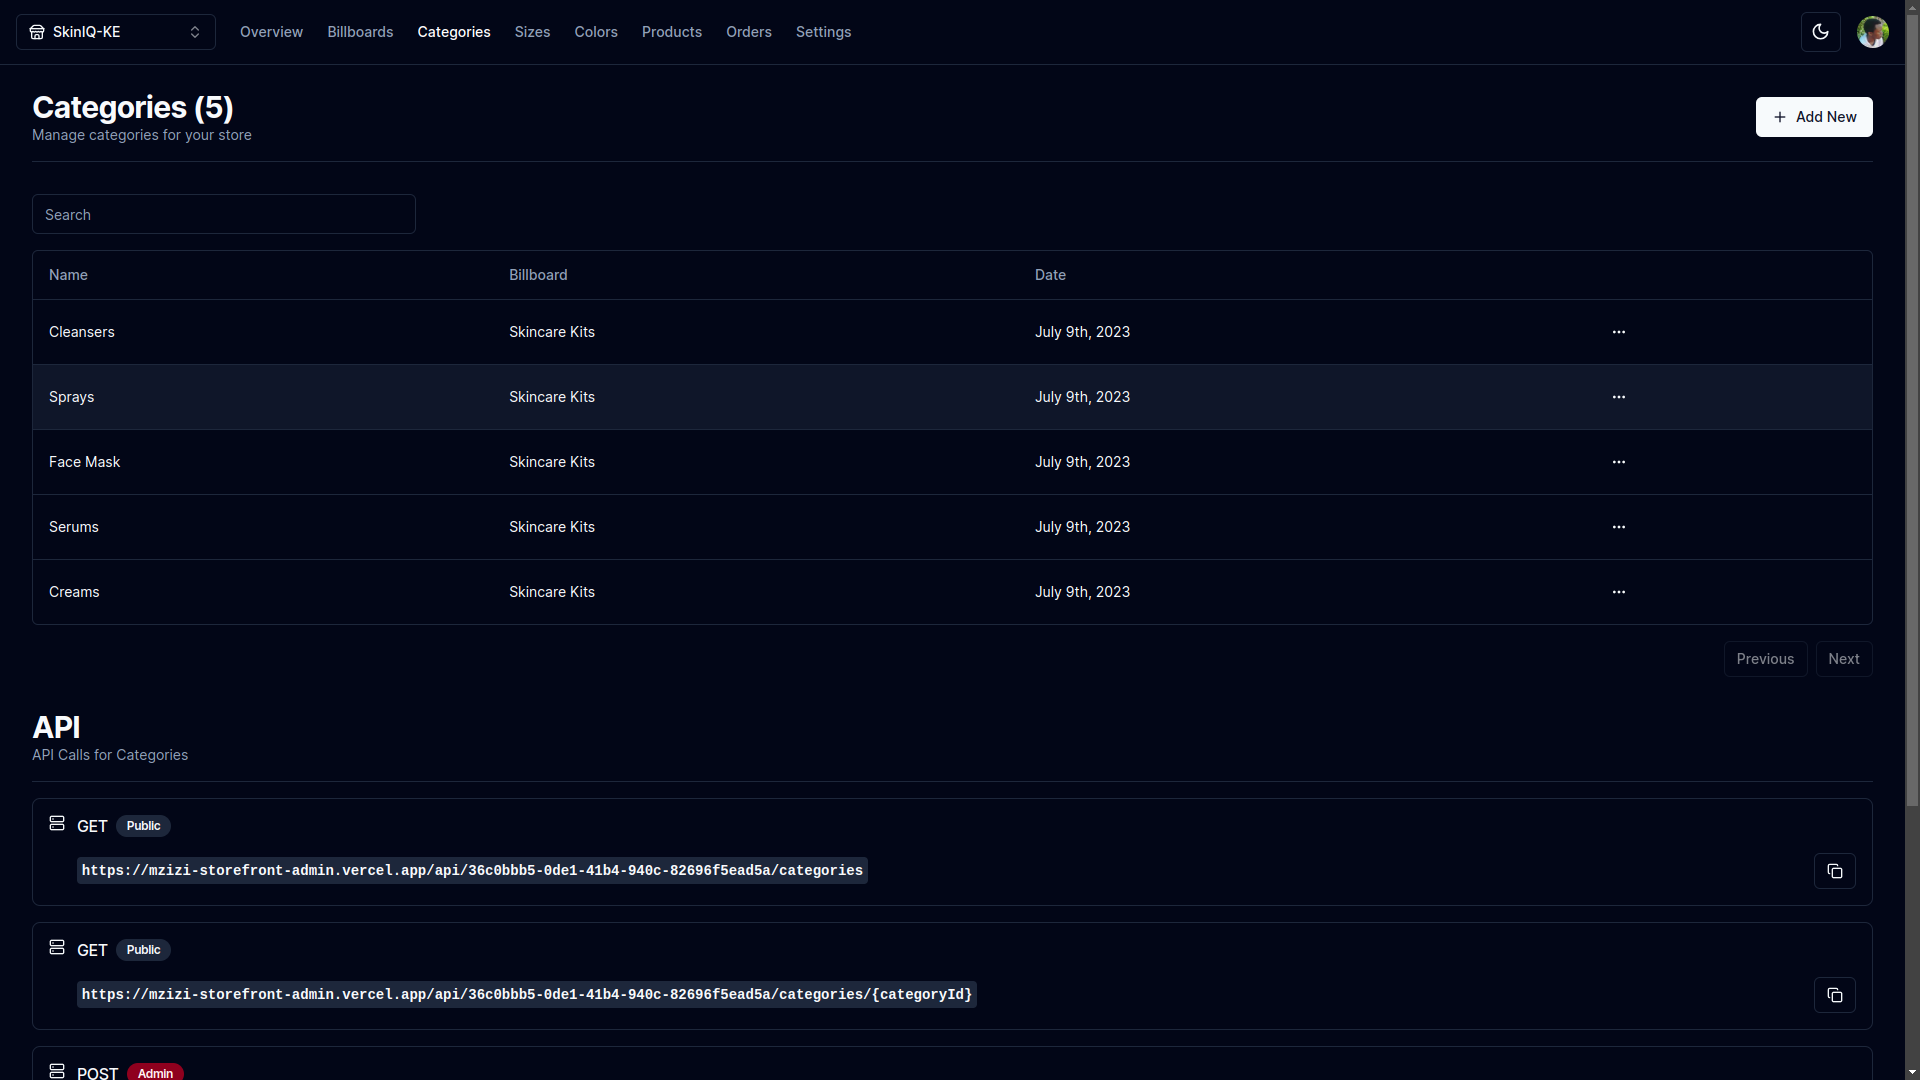 SkinIQ-KE Overview Billboards Categories Sizes Colors Products Orders Settings
Categories (5)
Manage categories for your store
Add New
Search
Name Billboard Date
Cleansers Skincare Kits July 9th, 2023
Sprays Skincare Kits July 9th, 2023
Face Mask Skincare Kits July 9th, 2023
Serums Skincare Kits July 9th, 2023
Creams Skincare Kits July 9th, 2023
Previous Next
API
API Calls for Categories
GET Public
https://mzizi-storefront-admin.vercel.app/api/36c0bbb5-0de1-41b4-940c-82696f5ead5a/categories
GET Public
https://mzizi-storefront-admin.vercel.app/api/36c0bbb5-0de1-41b4-940c-82696f5ead5a/categories/{categoryId}
POST Admin